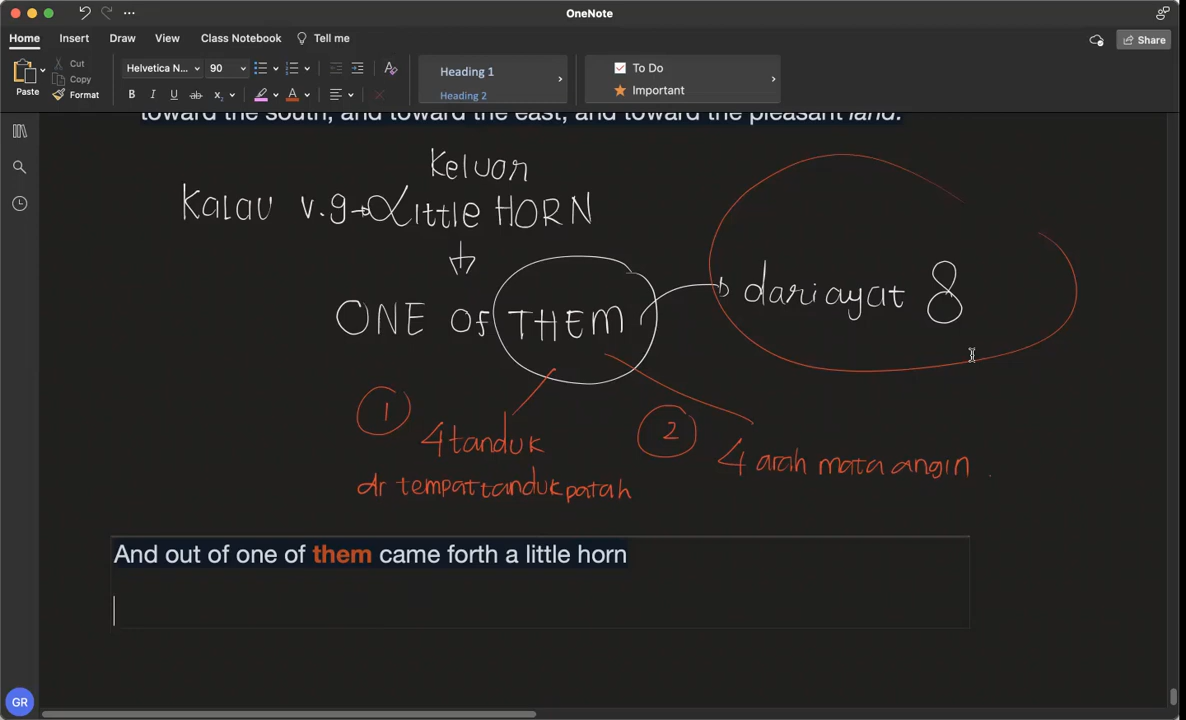 OneNote
Home Insert Draw View Class Notebook Tell me
Share
Paste
Cut
Copy
Format
Helvetica N... 90
B I U ab x₂ A
Heading 1
Heading 2
To Do
Important
toward the south, and toward the east, and toward the pleasant land.
Keluar
Kalau v.9 → Little HORN
ONE OF THEM
dari ayat 8
1
4 tanduk
dr tempat tanduk patah
2
4 arah mata angin
And out of one of them came forth a little horn
GR